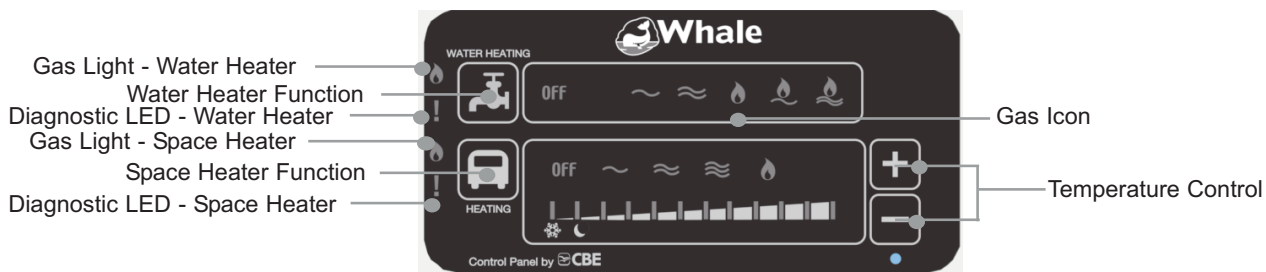 Whale
WATER HEATING
Gas Light - Water Heater
Water Heater Function
OFF
Diagnostic LED - Water Heater
Gas Icon
Gas Light - Space Heater
Space Heater Function
OFF
Temperature Control
Diagnostic LED - Space Heater
HEATING
Control Panel by CBE